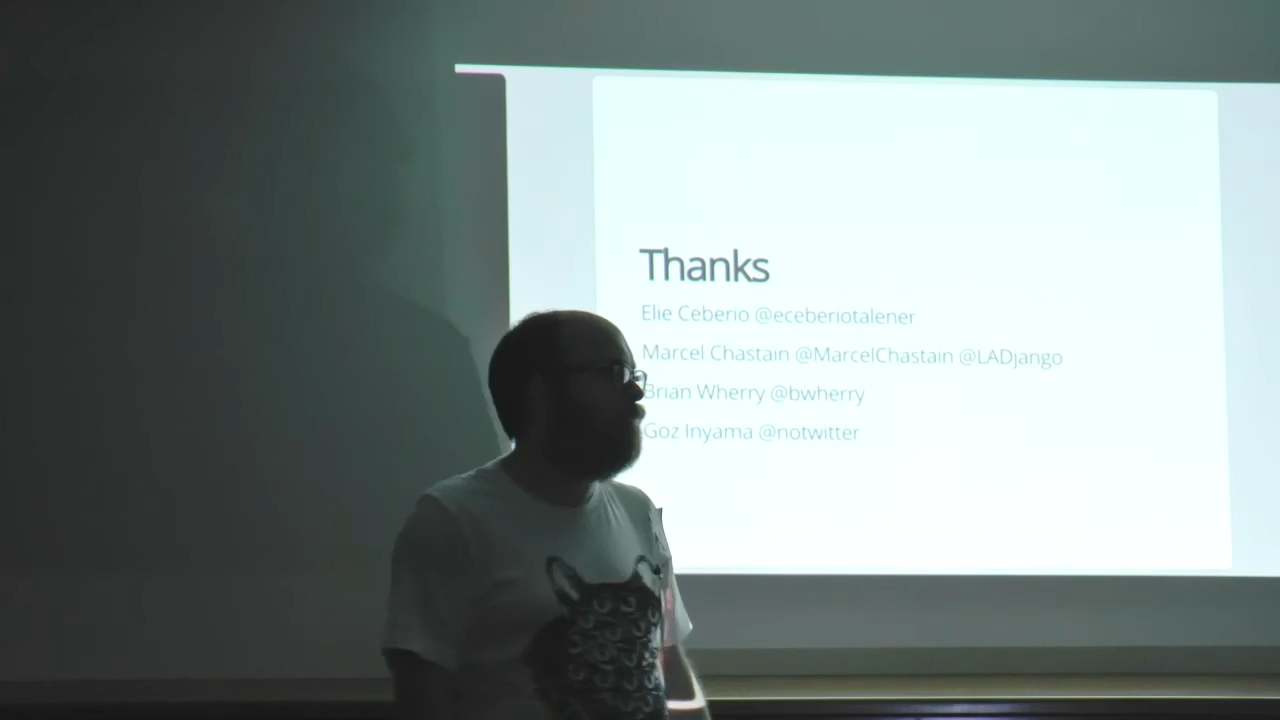 Thanks
Elie Ceberio @eceberiotalener
Marcel Chastain @MarcelChastain @LADjango
Brian Wherry @bwherry
Goz Inyama @notwitter